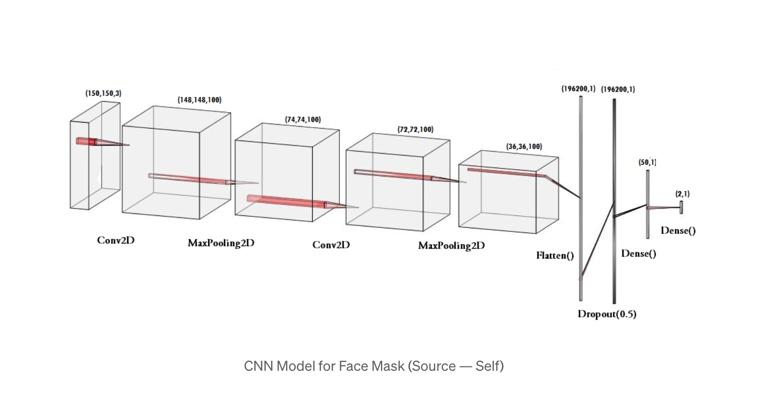 (150,150,3)
(148,148,100)
(74,74,100)
(72,72,100)
(36,36,100)
(196200,1) (196200,1)
(50,1)
(2,1)
Conv2D
MaxPooling2D
Conv2D
MaxPooling2D
Flatten()
Dropout(0.5)
Dense()
Dense()
CNN Model for Face Mask (Source — Self)